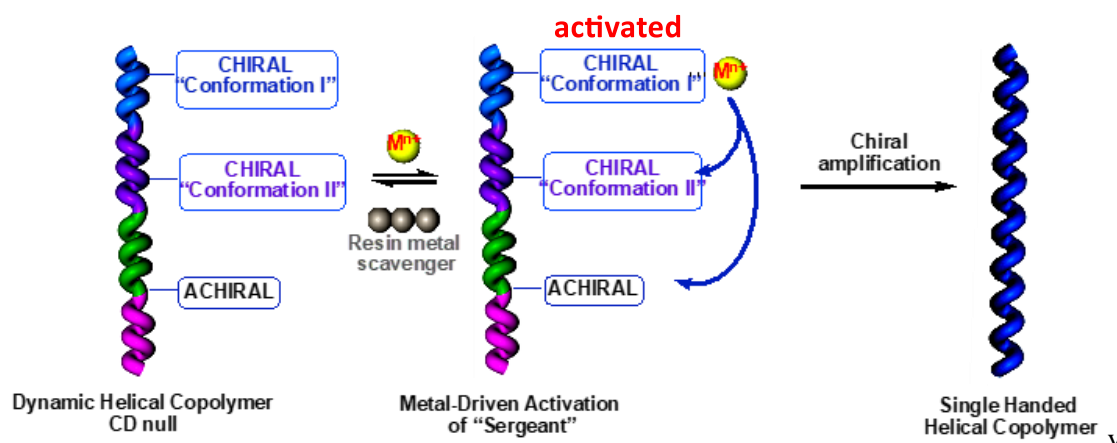 activated
CHIRAL
“Conformation I”
CHIRAL
“Conformation I”
Mn+
Mn+
Chiral
amplification
CHIRAL
“Conformation II”
CHIRAL
“Conformation II”
Resin metal
scavenger
ACHIRAL
ACHIRAL
Dynamic Helical Copolymer
CD null
Metal-Driven Activation
of “Sergeant”
Single Handed
Helical Copolymer